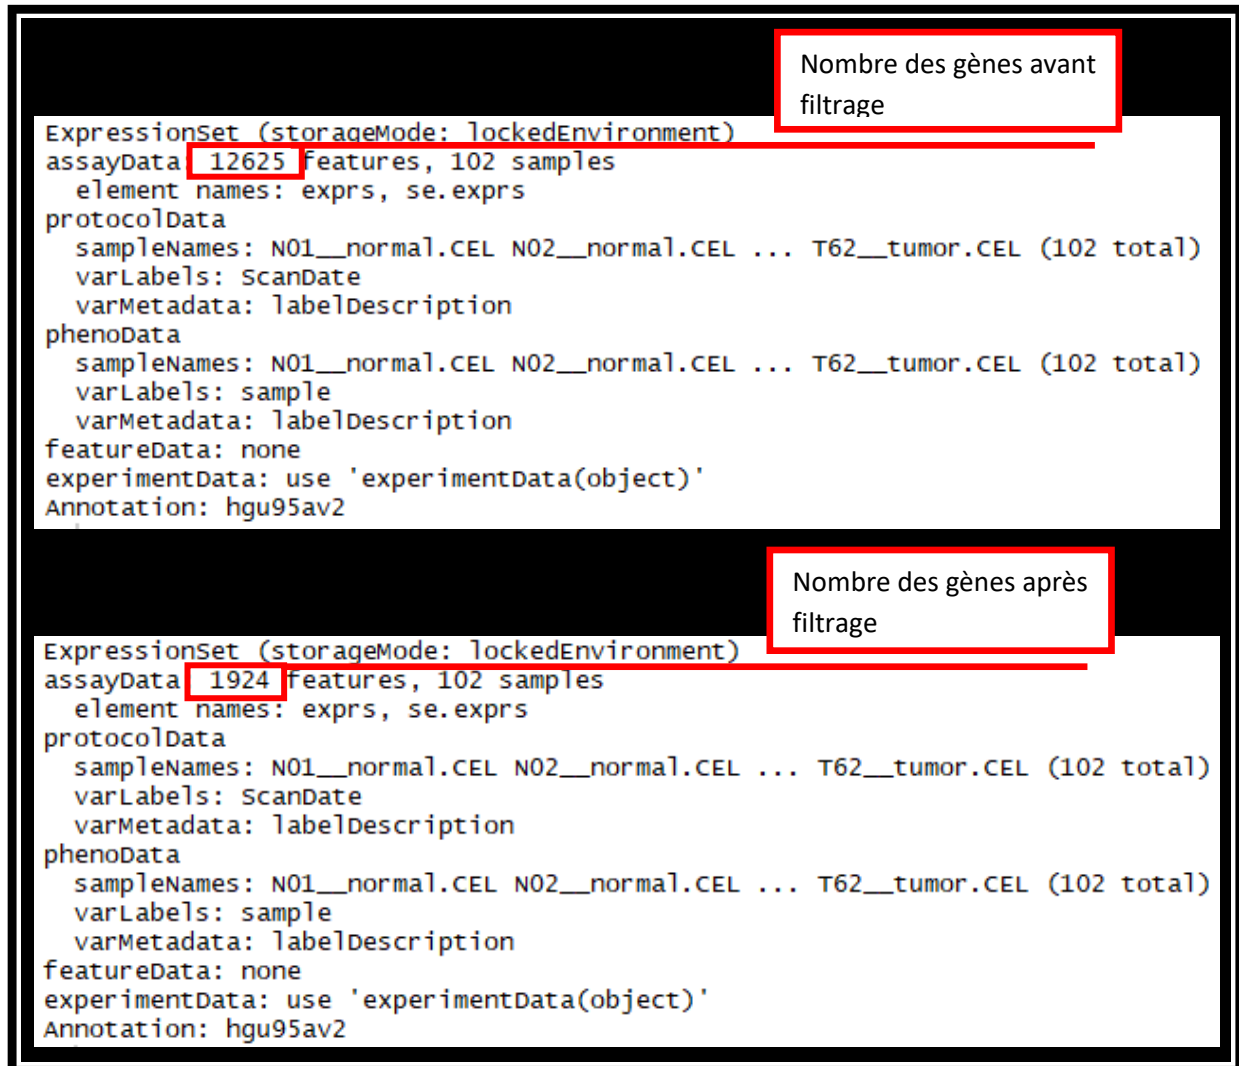 Nombre des gènes avant
filtrage
ExpressionSet (storageMode: lockedEnvironment)
assayData: 12625 features, 102 samples
element names: exprs, se.exprs
protocolData
sampleNames: N01__normal.CEL N02__normal.CEL ... T62__tumor.CEL (102 total)
varLabels: ScanDate
varMetadata: labelDescription
phenoData
sampleNames: N01__normal.CEL N02__normal.CEL ... T62__tumor.CEL (102 total)
varLabels: sample
varMetadata: labelDescription
featureData: none
experimentData: use 'experimentData(object)'
Annotation: hgu95av2
Nombre des gènes après
filtrage
ExpressionSet (storageMode: lockedEnvironment)
assayData: 1924 features, 102 samples
element names: exprs, se.exprs
protocolData
sampleNames: N01__normal.CEL N02__normal.CEL ... T62__tumor.CEL (102 total)
varLabels: ScanDate
varMetadata: labelDescription
phenoData
sampleNames: N01__normal.CEL N02__normal.CEL ... T62__tumor.CEL (102 total)
varLabels: sample
varMetadata: labelDescription
featureData: none
experimentData: use 'experimentData(object)'
Annotation: hgu95av2